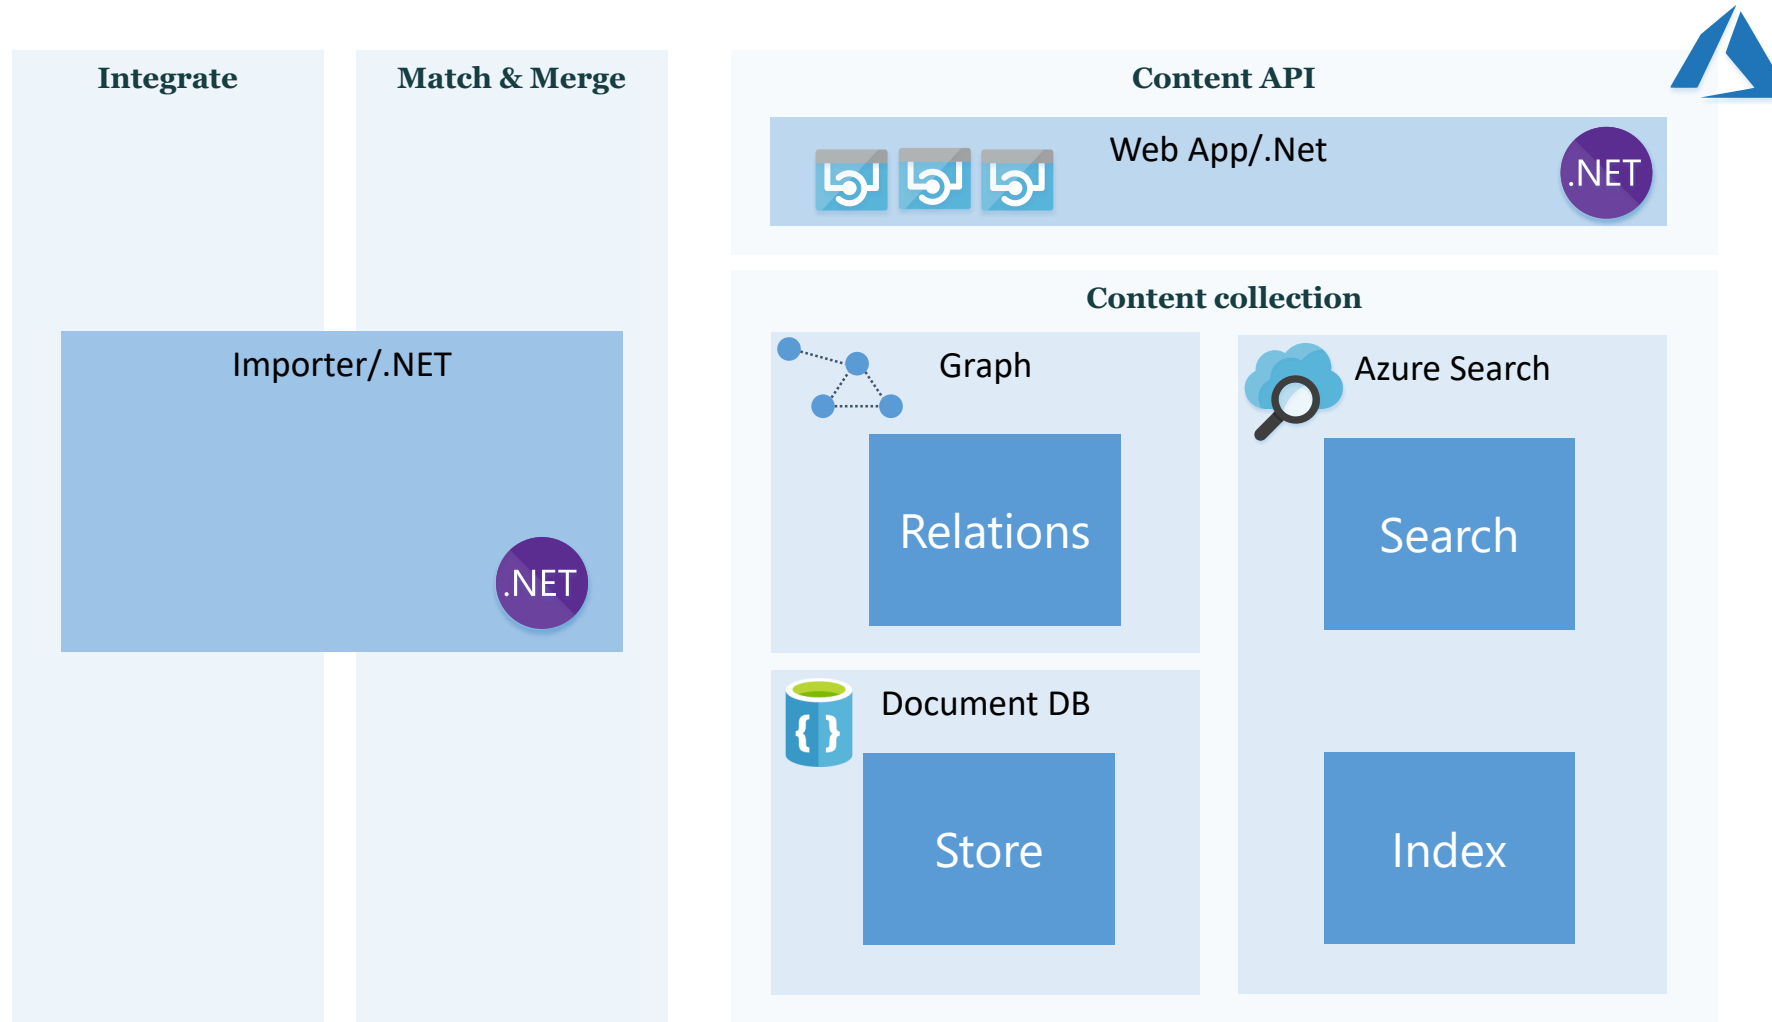 Integrate
Match & Merge
Content API
Web App/.Net
.NET
Content collection
Importer/.NET
.NET
Graph
Relations
Azure Search
Search
Document DB
{ }
Store
Index